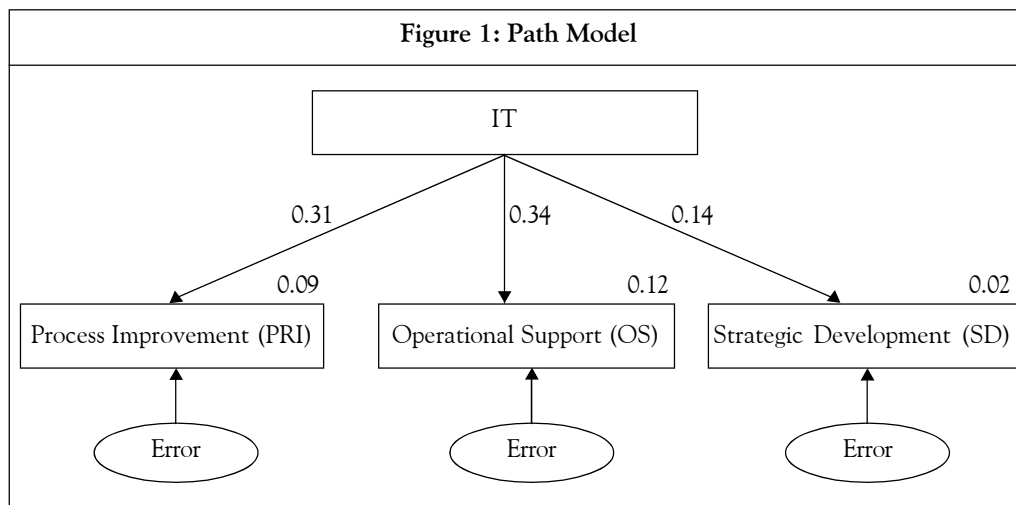 Figure 1: Path Model
IT
0.31
0.34
0.14
0.09
0.12
0.02
Process Improvement (PRI)
Operational Support (OS)
Strategic Development (SD)
Error
Error
Error